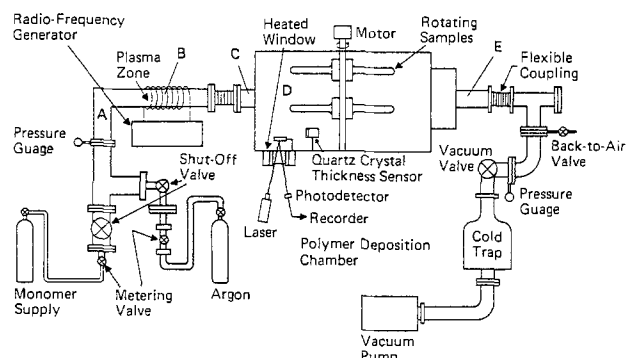 Radio-Frequency
Generator
Plasma
Zone
B
C
Heated
Window
Motor
Rotating
Samples
E
Flexible
Coupling
A
D
Pressure
Guage
Shut-Off
Valve
Quartz Crystal
Thickness Sensor
Vacuum
Valve
Back-to-Air
Valve
Photodetector
Recorder
Laser
Pressure
Guage
Polymer Deposition
Chamber
Cold
Trap
Monomer
Supply
Metering
Valve
Argon
Vacuum
Pump